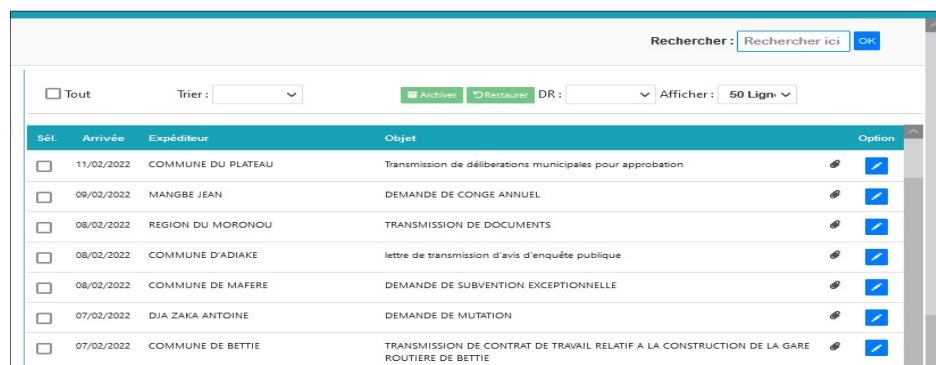 Rechercher : Rechercher ici OK
Tout Trier : Archiver Restaurer DR : Afficher : 50 Lign
Sél. Arrivée Expéditeur Objet Option
11/02/2022 COMMUNE DU PLATEAU Transmission de déliberations municipales pour approbation
09/02/2022 MANGBE JEAN DEMANDE DE CONGE ANNUEL
08/02/2022 REGION DU MORONOU TRANSMISSION DE DOCUMENTS
08/02/2022 COMMUNE D'ADIAKE lettre de transmission d'avis d'enquête publique
08/02/2022 COMMUNE DE MAFERE DEMANDE DE SUBVENTION EXCEPTIONNELLE
07/02/2022 DJA ZAKA ANTOINE DEMANDE DE MUTATION
07/02/2022 COMMUNE DE BETTIE TRANSMISSION DE CONTRAT DE TRAVAIL RELATIF A LA CONSTRUCTION DE LA GARE
ROUTIERE DE BETTIE